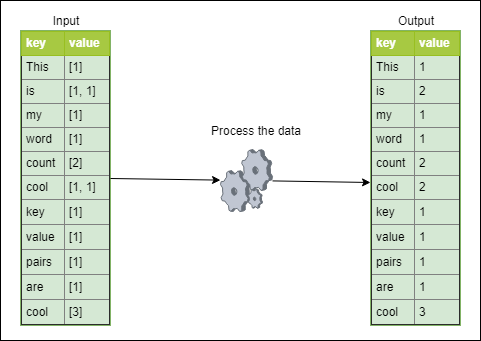 Input
key value
This [1]
is [1, 1]
my [1]
word [1]
count [2]
cool [1, 1]
key [1]
value [1]
pairs [1]
are [1]
cool [3]
Process the data
Output
key value
This 1
is 2
my 1
word 1
count 2
cool 2
key 1
value 1
pairs 1
are 1
cool 3